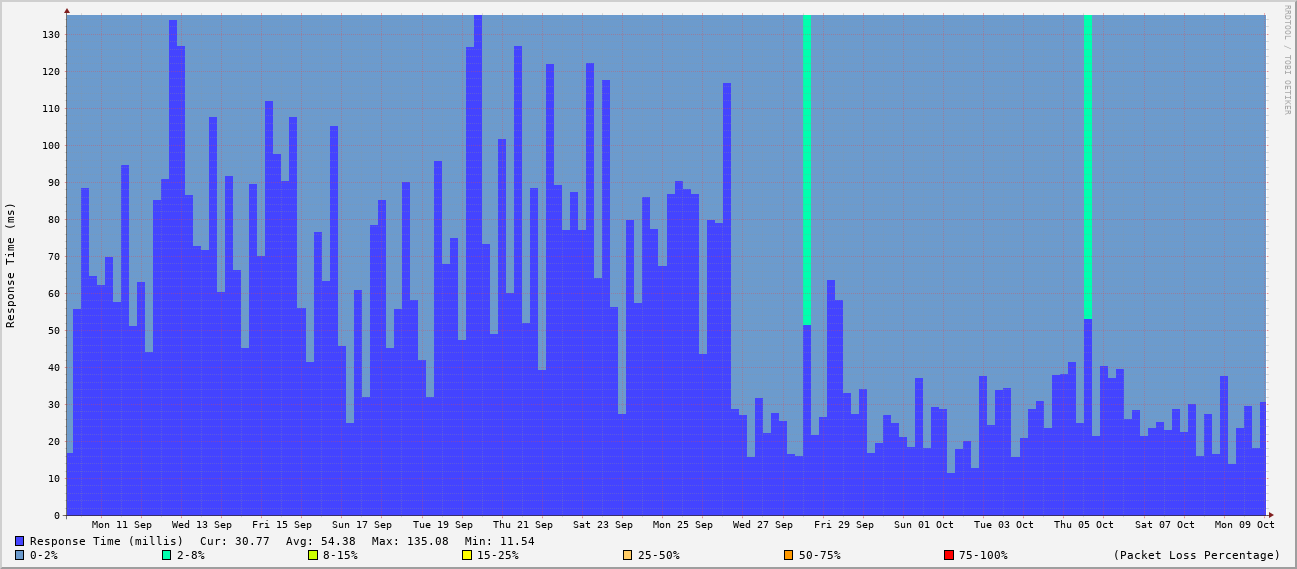 RRDTOOL / TOBI OETIKER
Response Time (ms)
130
120
110
100
90
80
70
60
50
40
30
20
10
0
Mon 11 Sep Wed 13 Sep Fri 15 Sep Sun 17 Sep Tue 19 Sep Thu 21 Sep Sat 23 Sep Mon 25 Sep Wed 27 Sep Fri 29 Sep Sun 01 Oct Tue 03 Oct Thu 05 Oct Sat 07 Oct Mon 09 Oct
Response Time (millis) Cur: 30.77 Avg: 54.38 Max: 135.08 Min: 11.54
0-2% 2-8% 8-15% 15-25% 25-50% 50-75% 75-100% (Packet Loss Percentage)